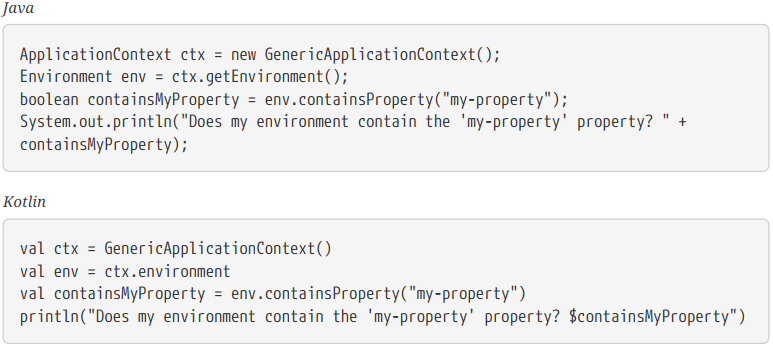 Java
ApplicationContext ctx = new GenericApplicationContext();
Environment env = ctx.getEnvironment();
boolean containsMyProperty = env.containsProperty("my-property");
System.out.println("Does my environment contain the 'my-property' property? " +
containsMyProperty);
Kotlin
val ctx = GenericApplicationContext()
val env = ctx.environment
val containsMyProperty = env.containsProperty("my-property")
println("Does my environment contain the 'my-property' property? $containsMyProperty")